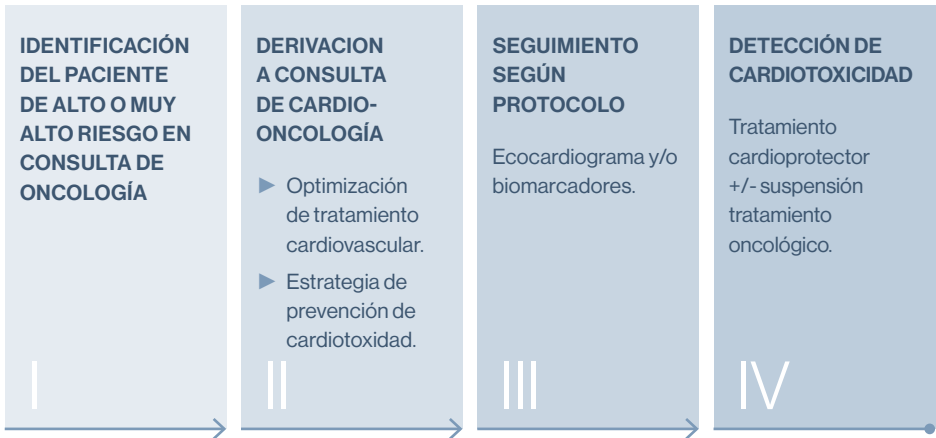 IDENTIFICACIÓN
DEL PACIENTE
DE ALTO O MUY
ALTO RIESGO EN
CONSULTA DE
ONCOLOGÍA
I
DERIVACION
A CONSULTA
DE CARDIO-
ONCOLOGÍA
► Optimización
de tratamiento
cardiovascular.
► Estrategia de
prevención de
cardiotoxidad.
II
SEGUIMIENTO
SEGÚN
PROTOCOLO
Ecocardiograma y/o
biomarcadores.
III
DETECCIÓN DE
CARDIOTOXICIDAD
Tratamiento
cardioprotector
+/- suspensión
tratamiento
oncológico.
IV